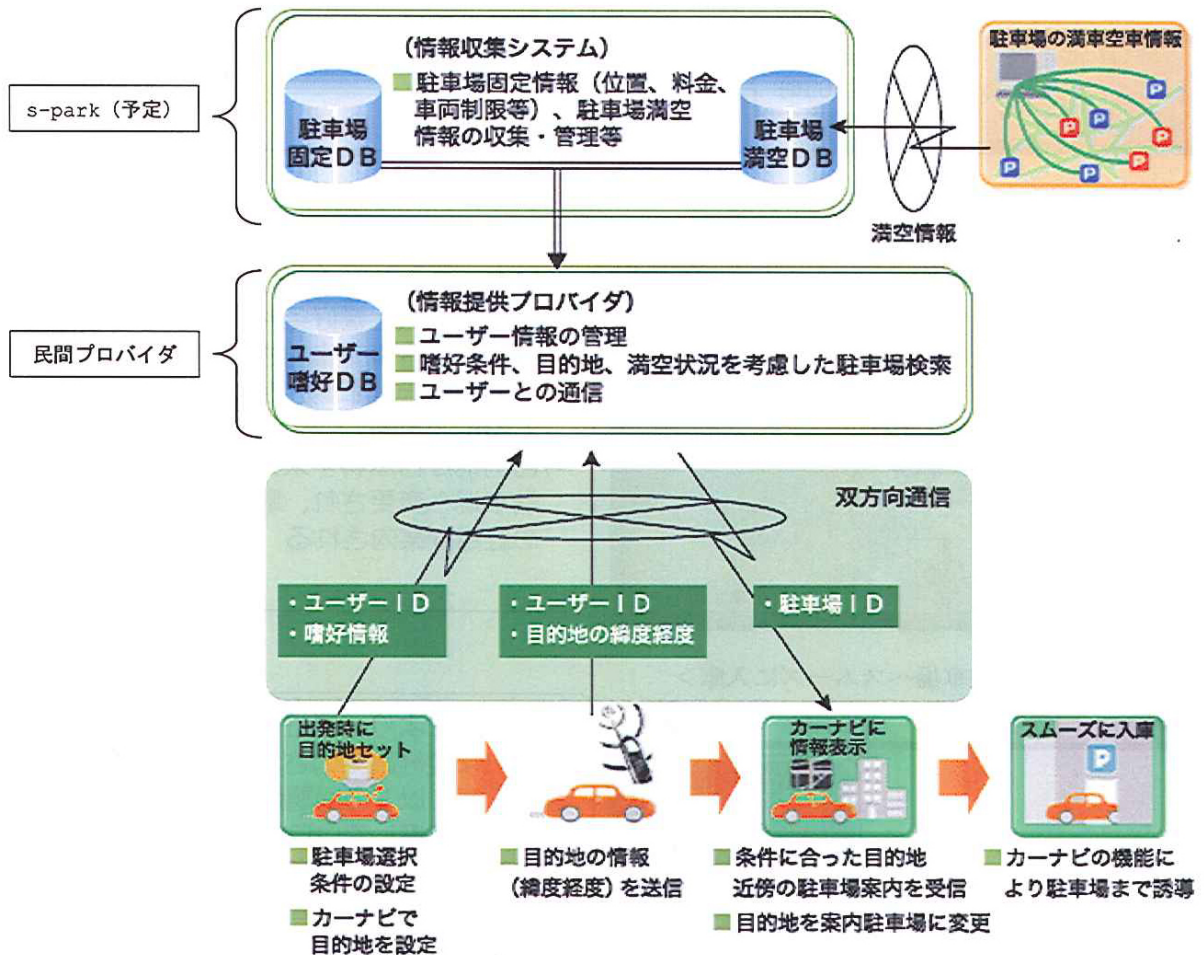 s-park（予定）
（情報収集システム）
■駐車場固定情報（位置、料金、
車両制限等）、駐車場満空
情報の収集・管理等
駐車場
固定ＤＢ
駐車場
満空ＤＢ
駐車場の満車空車情報
P
P
P
P
P
P
P
満空情報
民間プロバイダ
（情報提供プロバイダ）
■ユーザー情報の管理
■嗜好条件、目的地、満空状況を考慮した駐車場検索
■ユーザーとの通信
ユーザー
嗜好ＤＢ
双方向通信
・ユーザーＩＤ
・嗜好情報
・ユーザーＩＤ
・目的地の緯度経度
・駐車場ＩＤ
出発時に
目的地セット
カーナビに
情報表示
スムーズに入庫
P
■駐車場選択
条件の設定
■カーナビで
目的地を設定
■目的地の情報
（緯度経度）を送信
■条件に合った目的地
近傍の駐車場案内を受信
■目的地を案内駐車場に変更
■カーナビの機能に
より駐車場まで誘導